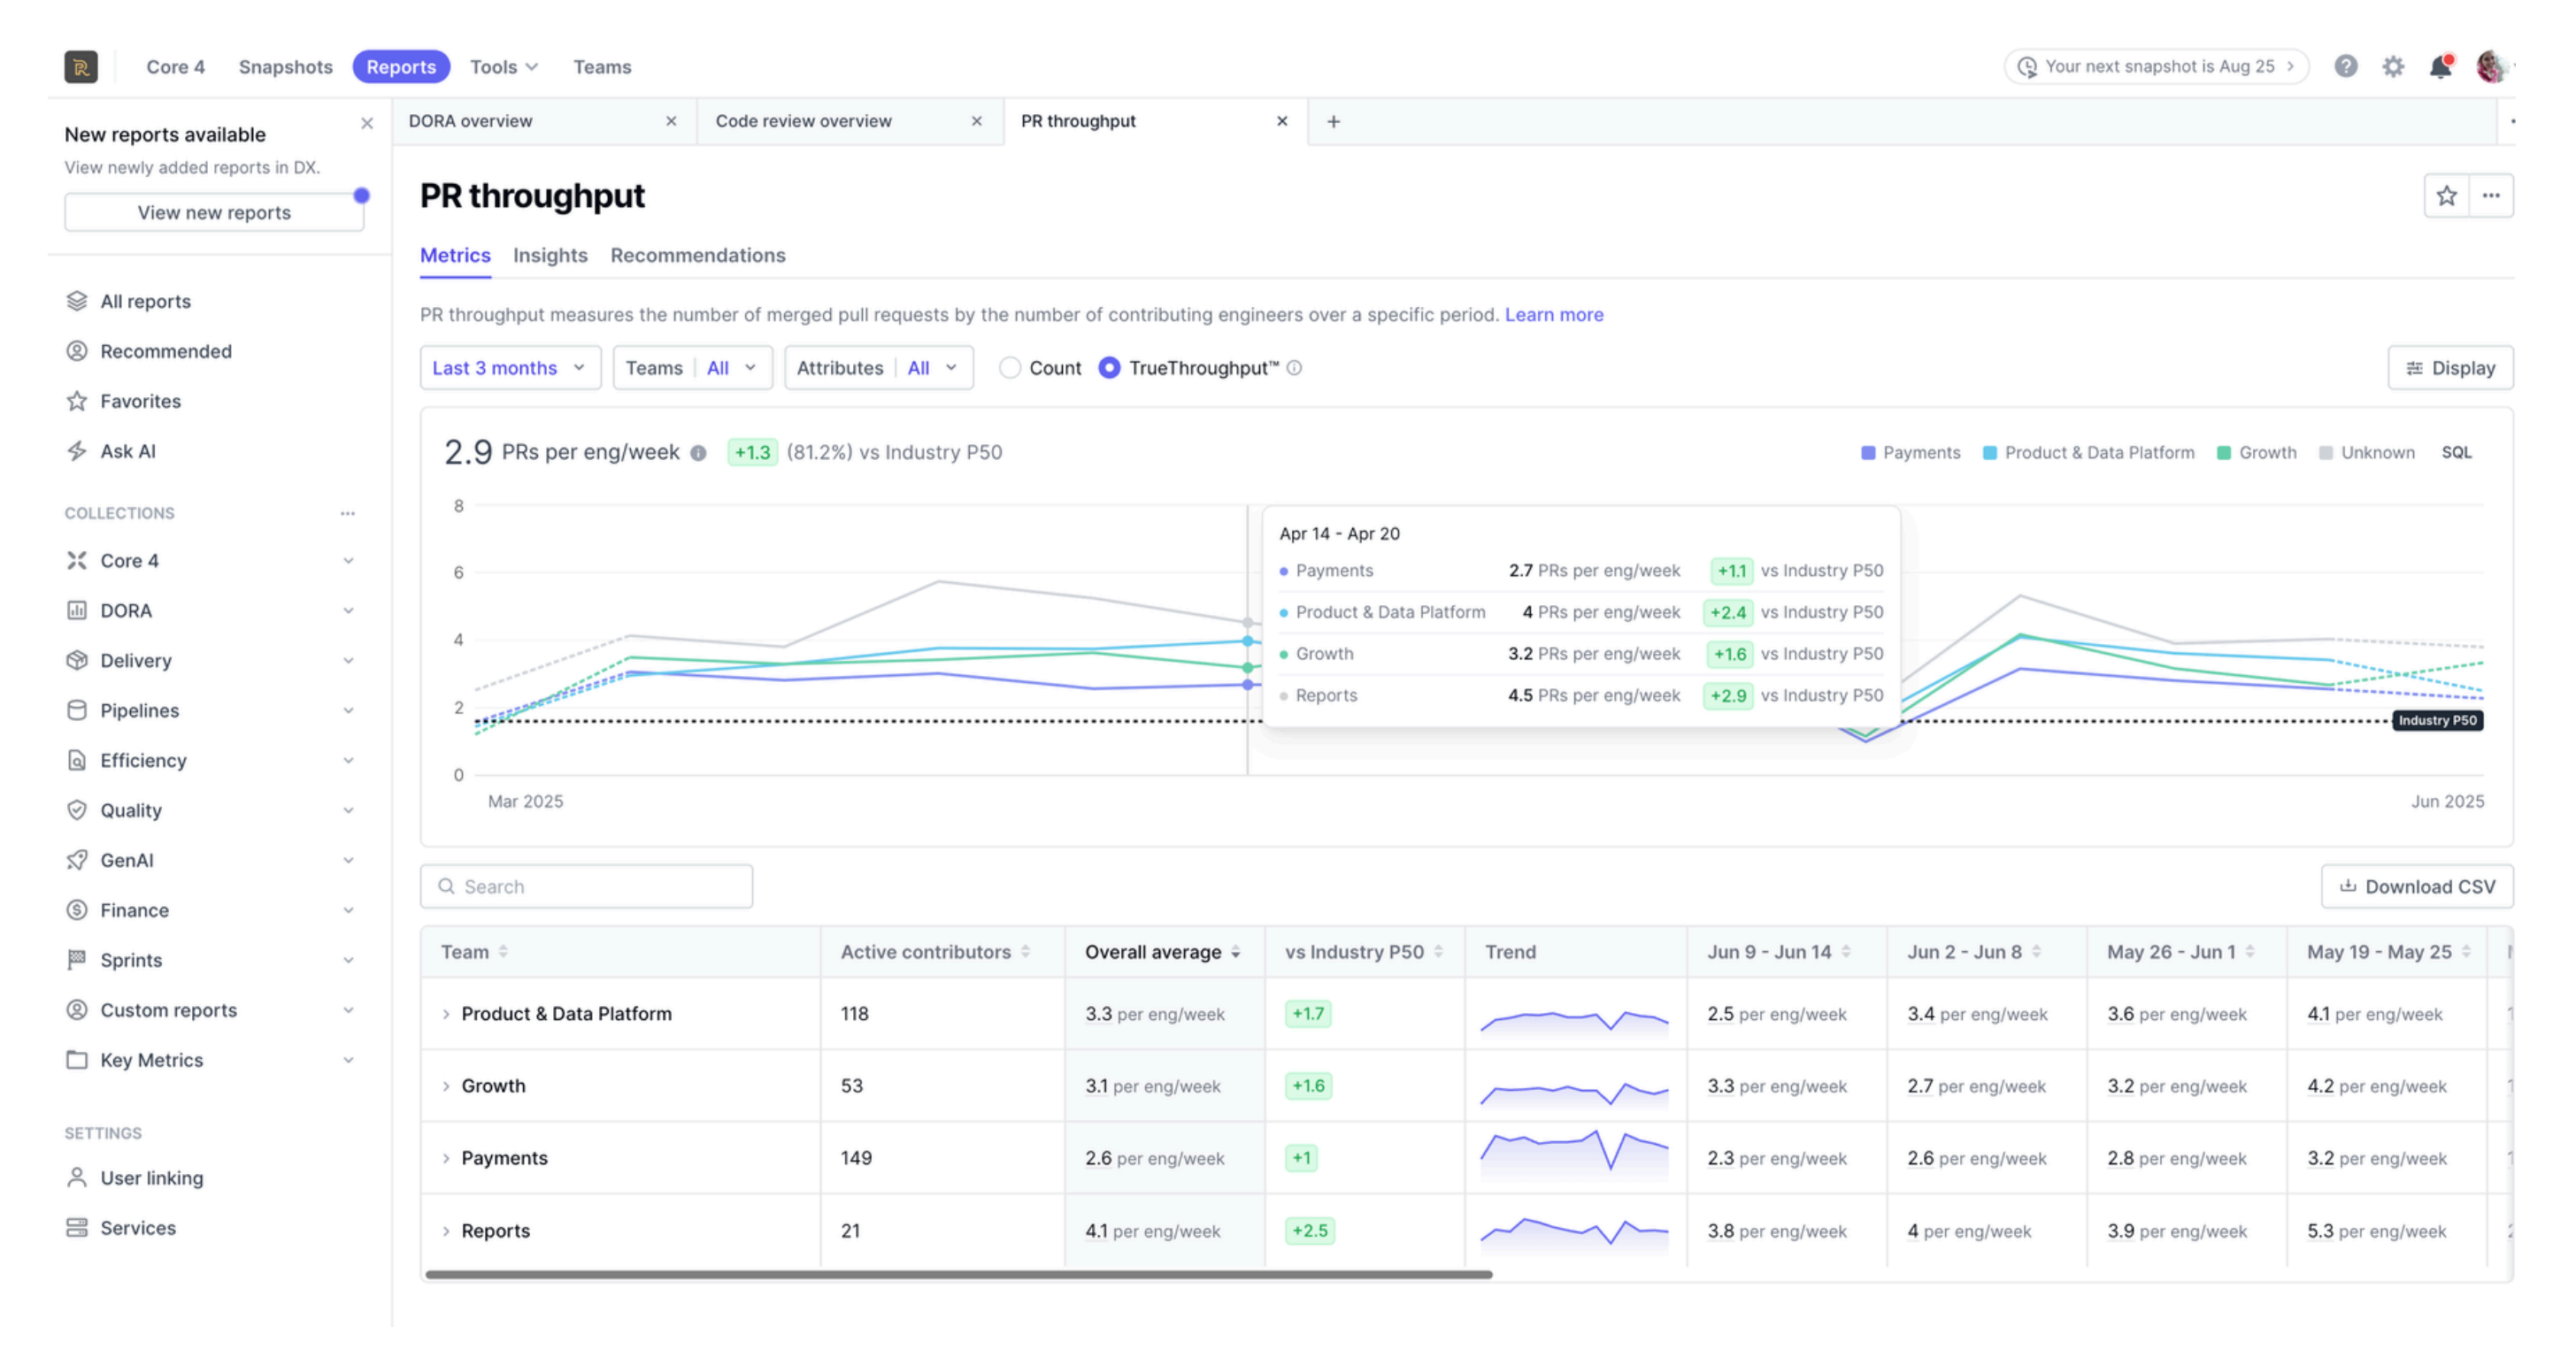 Core 4 Snapshots Reports Tools Teams
Your next snapshot is Aug 25
New reports available
View newly added reports in DX.
View new reports
All reports
Recommended
Favorites
Ask AI
COLLECTIONS
Core 4
DORA
Delivery
Pipelines
Efficiency
Quality
GenAI
Finance
Sprints
Custom reports
Key Metrics
SETTINGS
User linking
Services
DORA overview Code review overview PR throughput
PR throughput
Metrics Insights Recommendations
PR throughput measures the number of merged pull requests by the number of contributing engineers over a specific period. Learn more
Last 3 months Teams All Attributes All Count TrueThroughput™ Display
2.9 PRs per eng/week +1.3 (81.2%) vs Industry P50
Payments Product & Data Platform Growth Unknown SQL
8
6
4
2
0
Apr 14 - Apr 20
Payments 2.7 PRs per eng/week +1.1 vs Industry P50
Product & Data Platform 4 PRs per eng/week +2.4 vs Industry P50
Growth 3.2 PRs per eng/week +1.6 vs Industry P50
Reports 4.5 PRs per eng/week +2.9 vs Industry P50
Industry P50
Mar 2025 Jun 2025
Search
Download CSV
Team Active contributors Overall average vs Industry P50 Trend Jun 9 - Jun 14 Jun 2 - Jun 8 May 26 - Jun 1 May 19 - May 25
Product & Data Platform 118 3.3 per eng/week +1.7 2.5 per eng/week 3.4 per eng/week 3.6 per eng/week 4.1 per eng/week
Growth 53 3.1 per eng/week +1.6 3.3 per eng/week 2.7 per eng/week 3.2 per eng/week 4.2 per eng/week
Payments 149 2.6 per eng/week +1 2.3 per eng/week 2.6 per eng/week 2.8 per eng/week 3.2 per eng/week
Reports 21 4.1 per eng/week +2.5 3.8 per eng/week 4 per eng/week 3.9 per eng/week 5.3 per eng/week